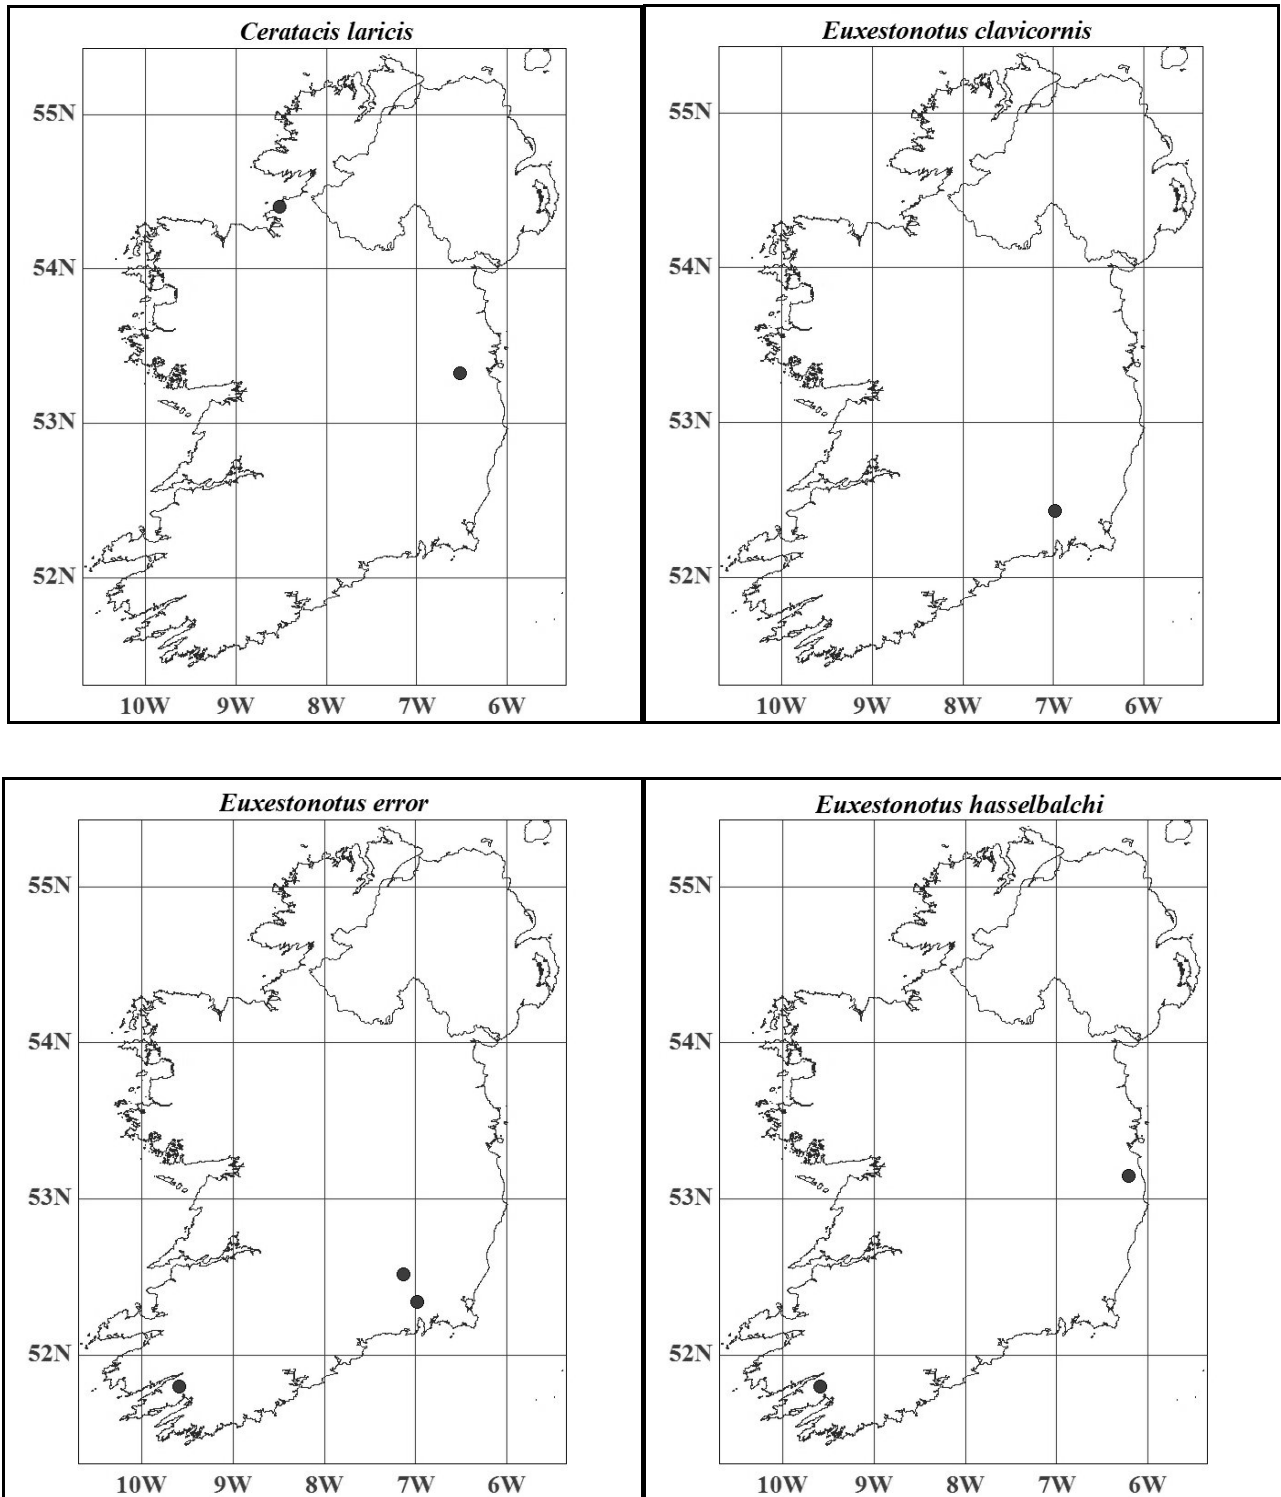 Ceratacis laricis
55N
54N
53N
52N
10W 9W 8W 7W 6W
Euxestonotus clavicornis
55N
54N
53N
52N
10W 9W 8W 7W 6W
Euxestonotus error
55N
54N
53N
52N
10W 9W 8W 7W 6W
Euxestonotus hasselbalchi
55N
54N
53N
52N
10W 9W 8W 7W 6W